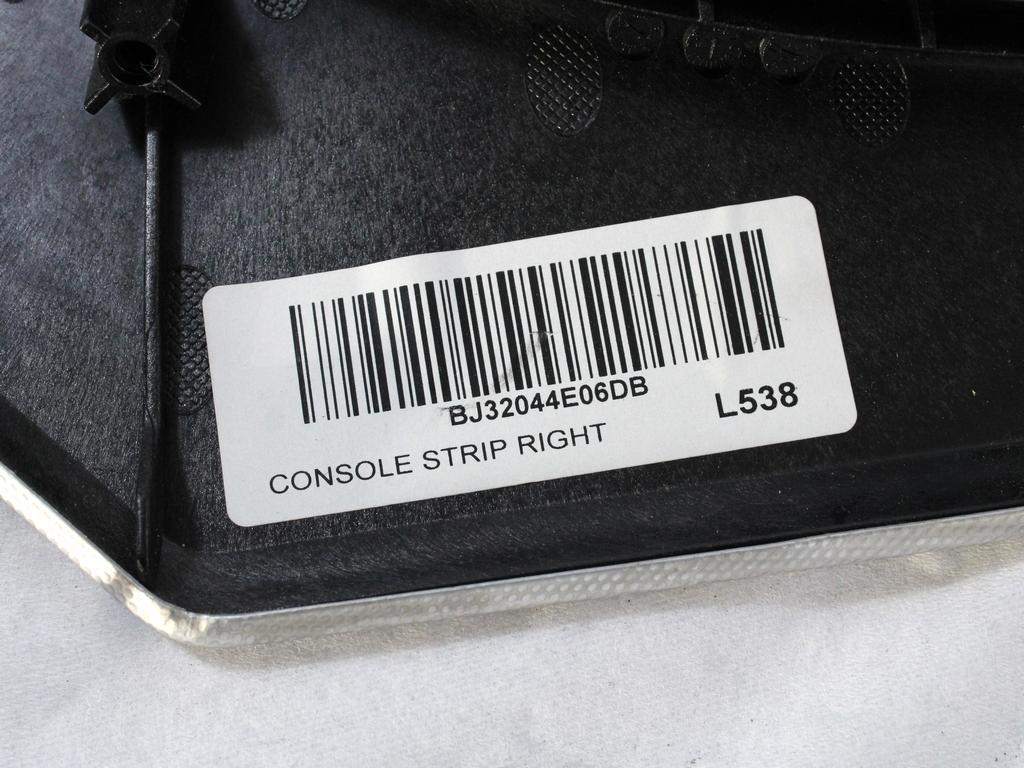 BJ32044E06DB
L538
CONSOLE STRIP RIGHT